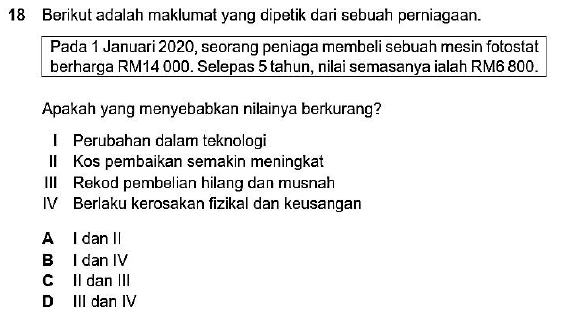 18 Berikut adalah maklumat yang dipetik dari sebuah perniagaan.
Pada 1 Januari 2020, seorang peniaga membeli sebuah mesin fotostat
berharga RM14 000. Selepas 5 tahun, nilai semasanya ialah RM6 800.
Apakah yang menyebabkan nilainya berkurang?
I Perubahan dalam teknologi
II Kos pembaikan semakin meningkat
III Rekod pembelian hilang dan musnah
IV Berlaku kerosakan fizikal dan keusangan
A I dan II
B I dan IV
C II dan III
D III dan IV